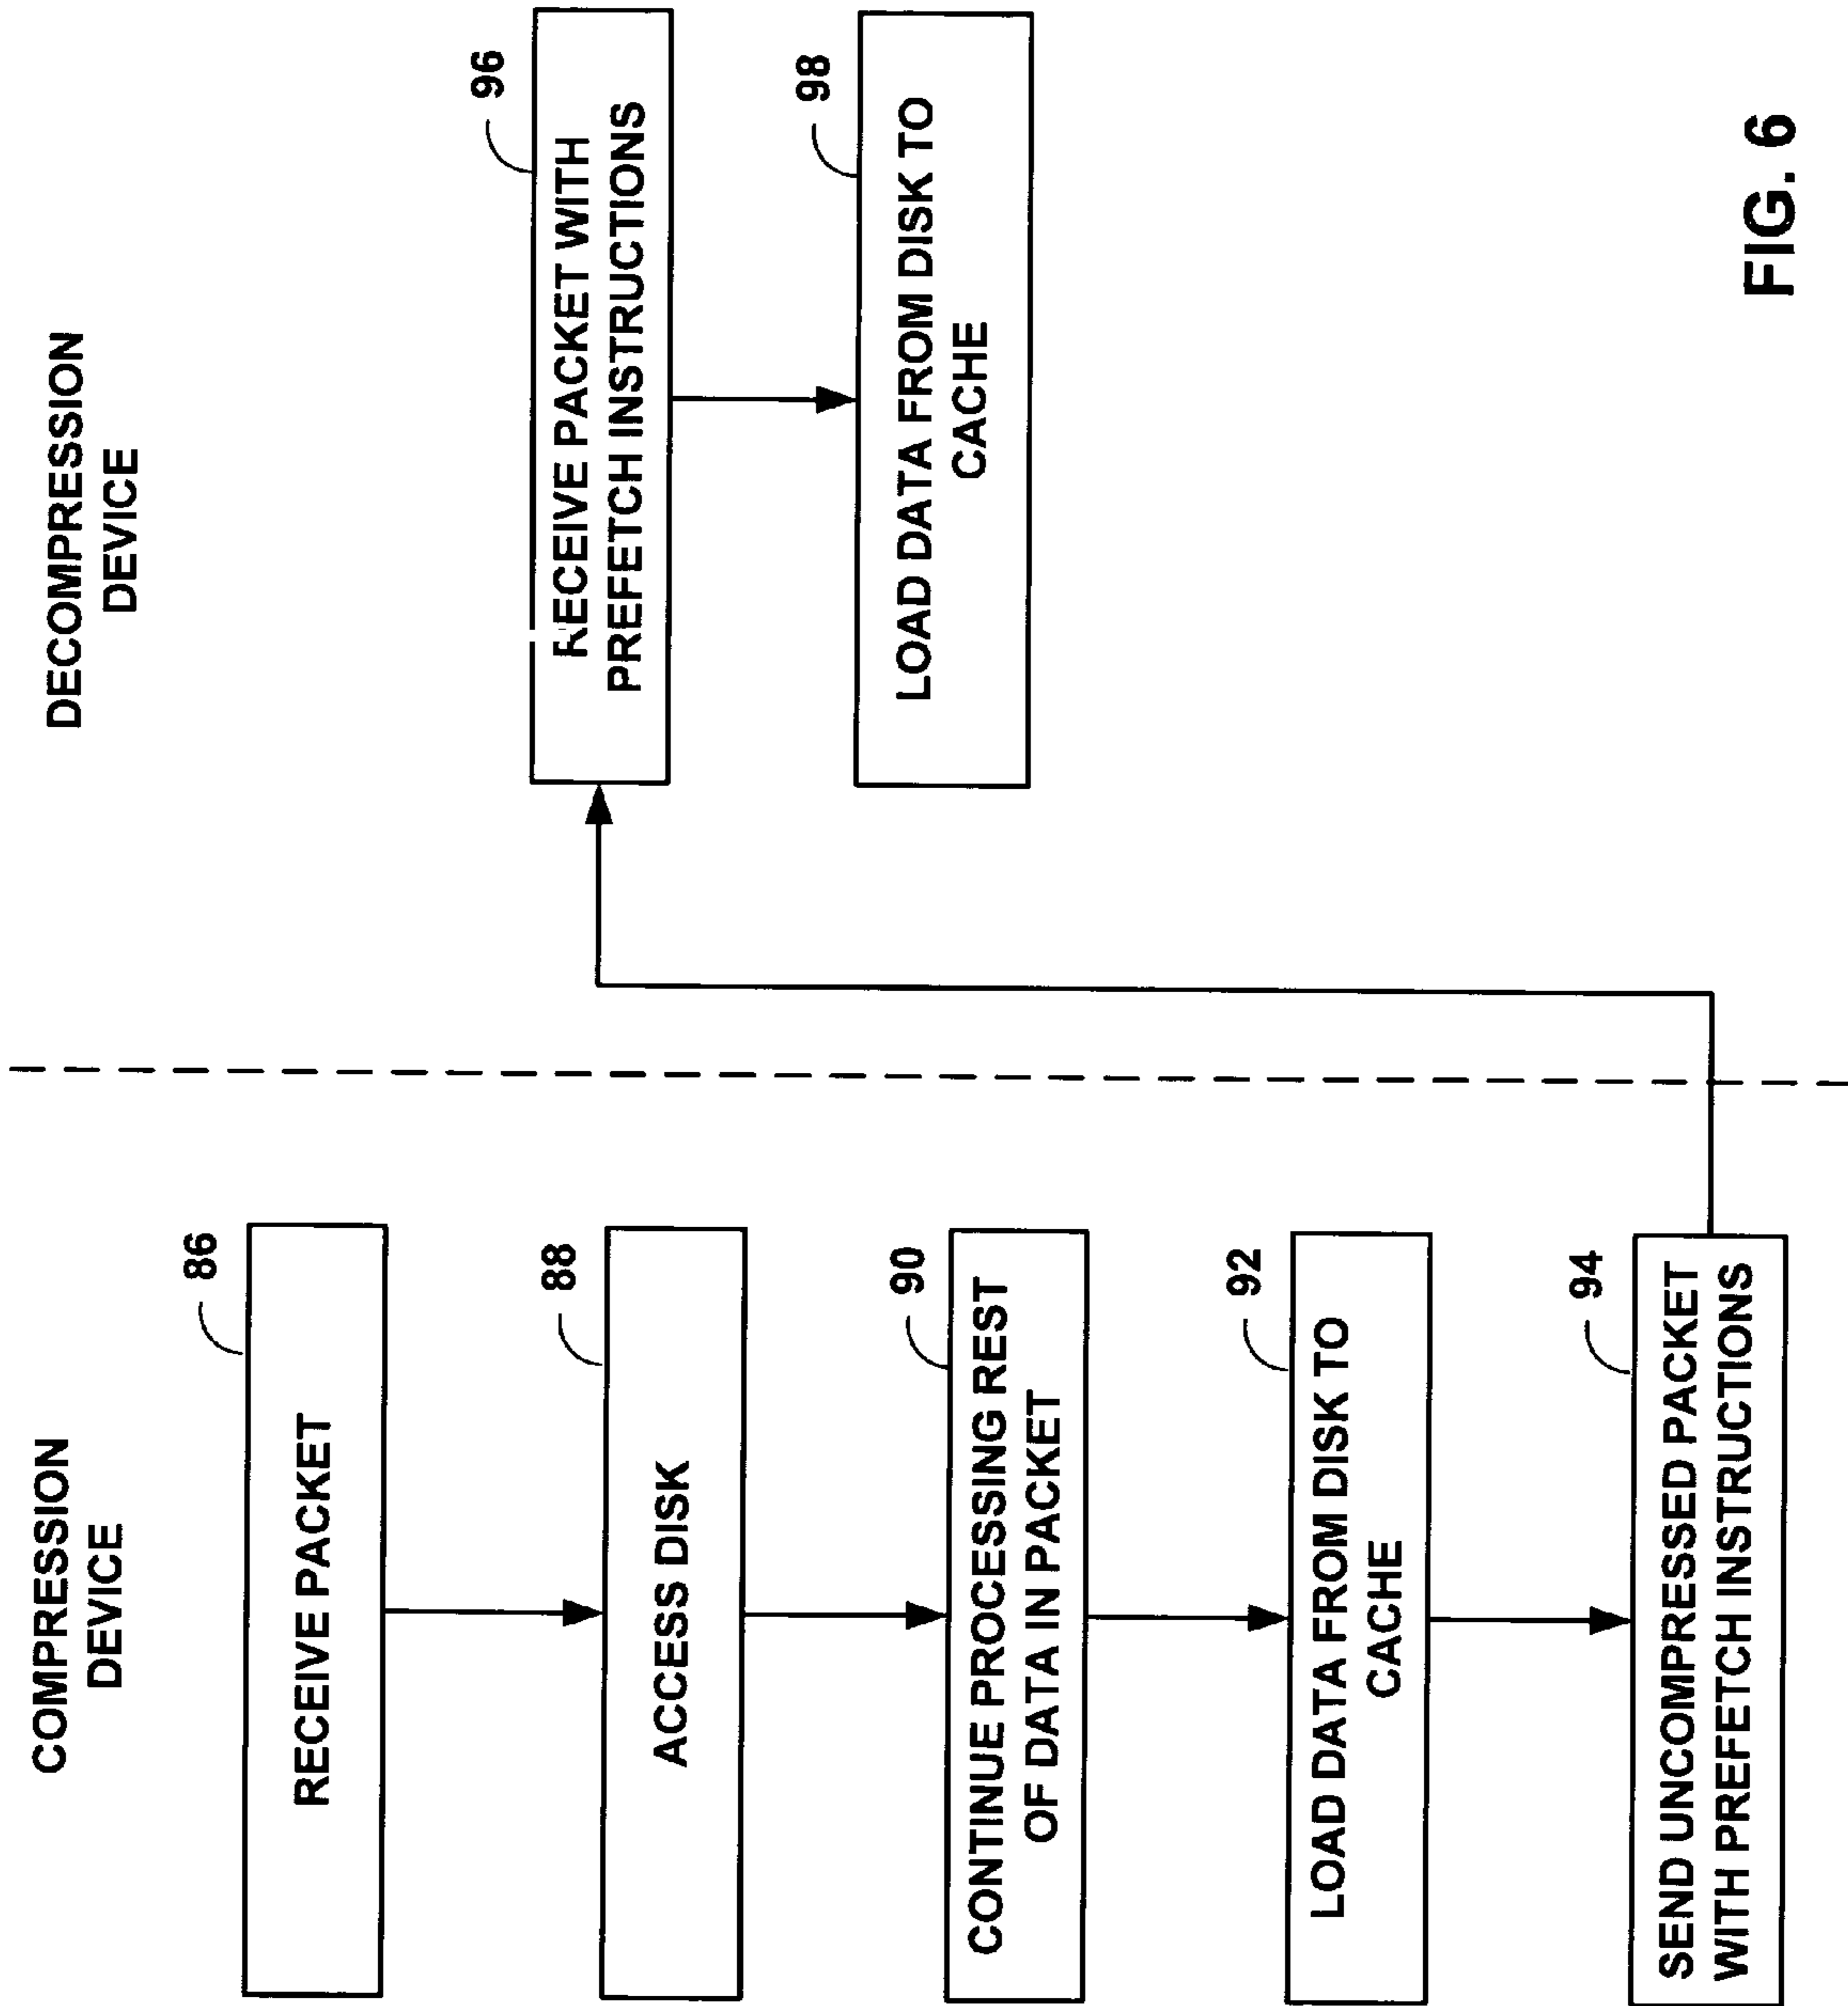 COMPRESSION
DEVICE
86
RECEIVE PACKET
88
ACCESS DISK
90
CONTINUE PROCESSING REST
OF DATA IN PACKET
92
LOAD DATA FROM DISK TO
CACHE
94
SEND UNCOMPRESSED PACKET
WITH PREFETCH INSTRUCTIONS
DECOMPRESSION
DEVICE
96
RECEIVE PACKET WITH
PREFETCH INSTRUCTIONS
98
LOAD DATA FROM DISK TO
CACHE
FIG. 6